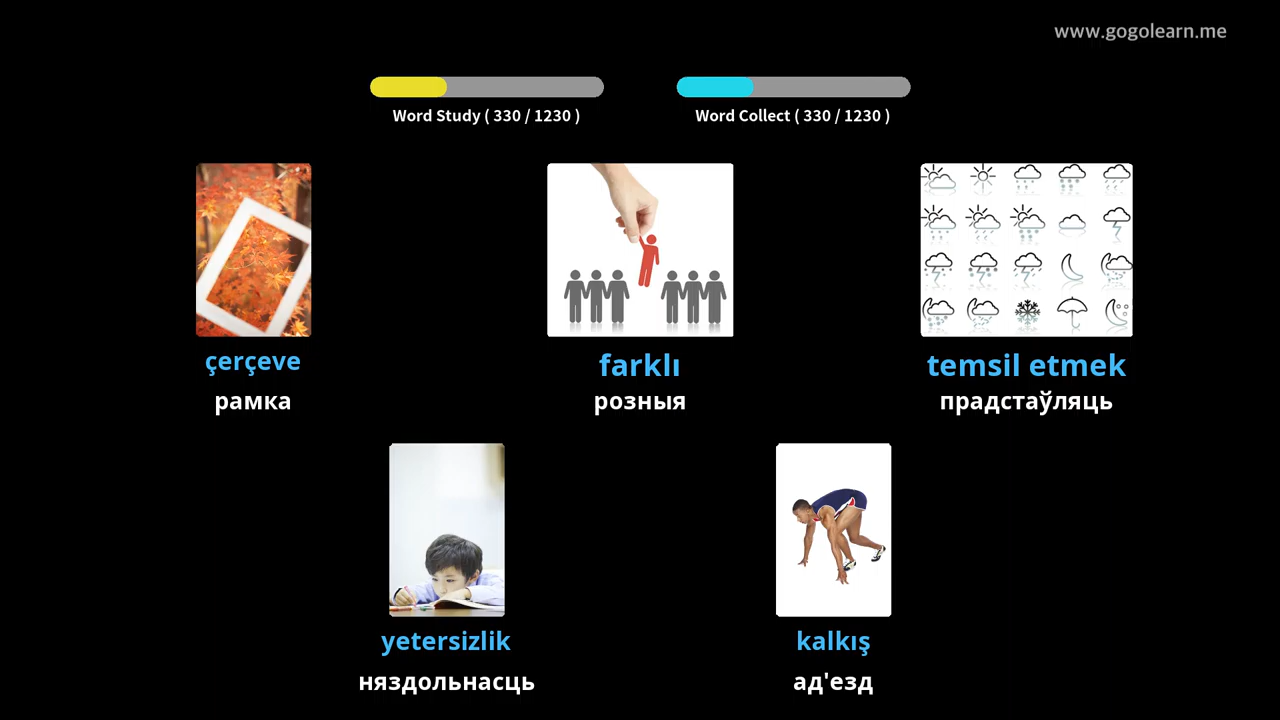 www.gogolearn.me
Word Study ( 330 / 1230 )
Word Collect ( 330 / 1230 )
çerçeve
farklı
temsil etmek
рамка
розныя
прадстаўляць
yetersizlik
kalkış
няздольнасць
ад'езд